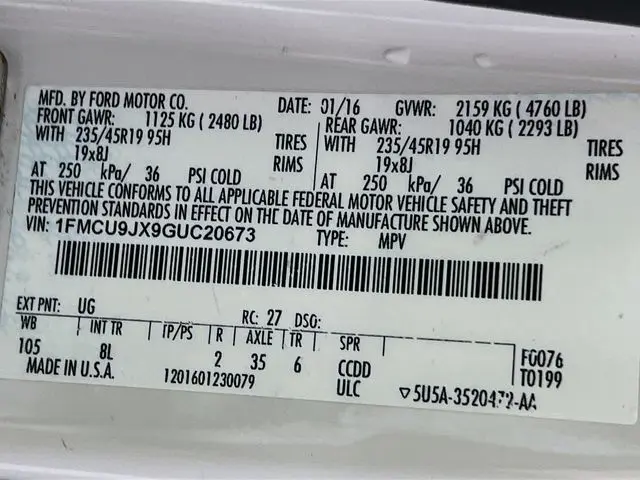 MFD. BY FORD MOTOR CO. DATE: 01/16 GVWR: 2159 KG ( 4760 LB)
FRONT GAWR: 1125 KG ( 2480 LB) REAR GAWR: 1040 KG ( 2293 LB)
WITH 235/45R19 95H TIRES WITH 235/45R19 95H TIRES
19x8J RIMS 19x8J RIMS
AT 250 kPa/ 36 PSI COLD AT 250 kPa/ 36 PSI COLD
THIS VEHICLE CONFORMS TO ALL APPLICABLE FEDERAL MOTOR VEHICLE SAFETY AND THEFT
PREVENTION STANDARDS IN EFFECT ON THE DATE OF MANUFACTURE SHOWN ABOVE.
VIN: 1FMCU9JX9GUC20673 TYPE: MPV
EXT PNT: UG RC: 27 DSO:
WB INT TR TP/PS R AXLE TR SPR
105 8L 2 35 6 CCDD F0076
MADE IN U.S.A. 1201601230079 ULC T0199
5U5A-3520472-AA